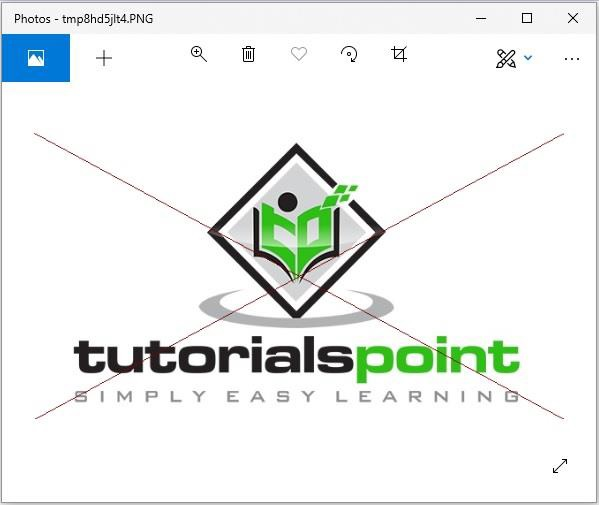 Photos - tmp8hd5jlt4.PNG
tutorialspoint
SIMPLY EASY LEARNING